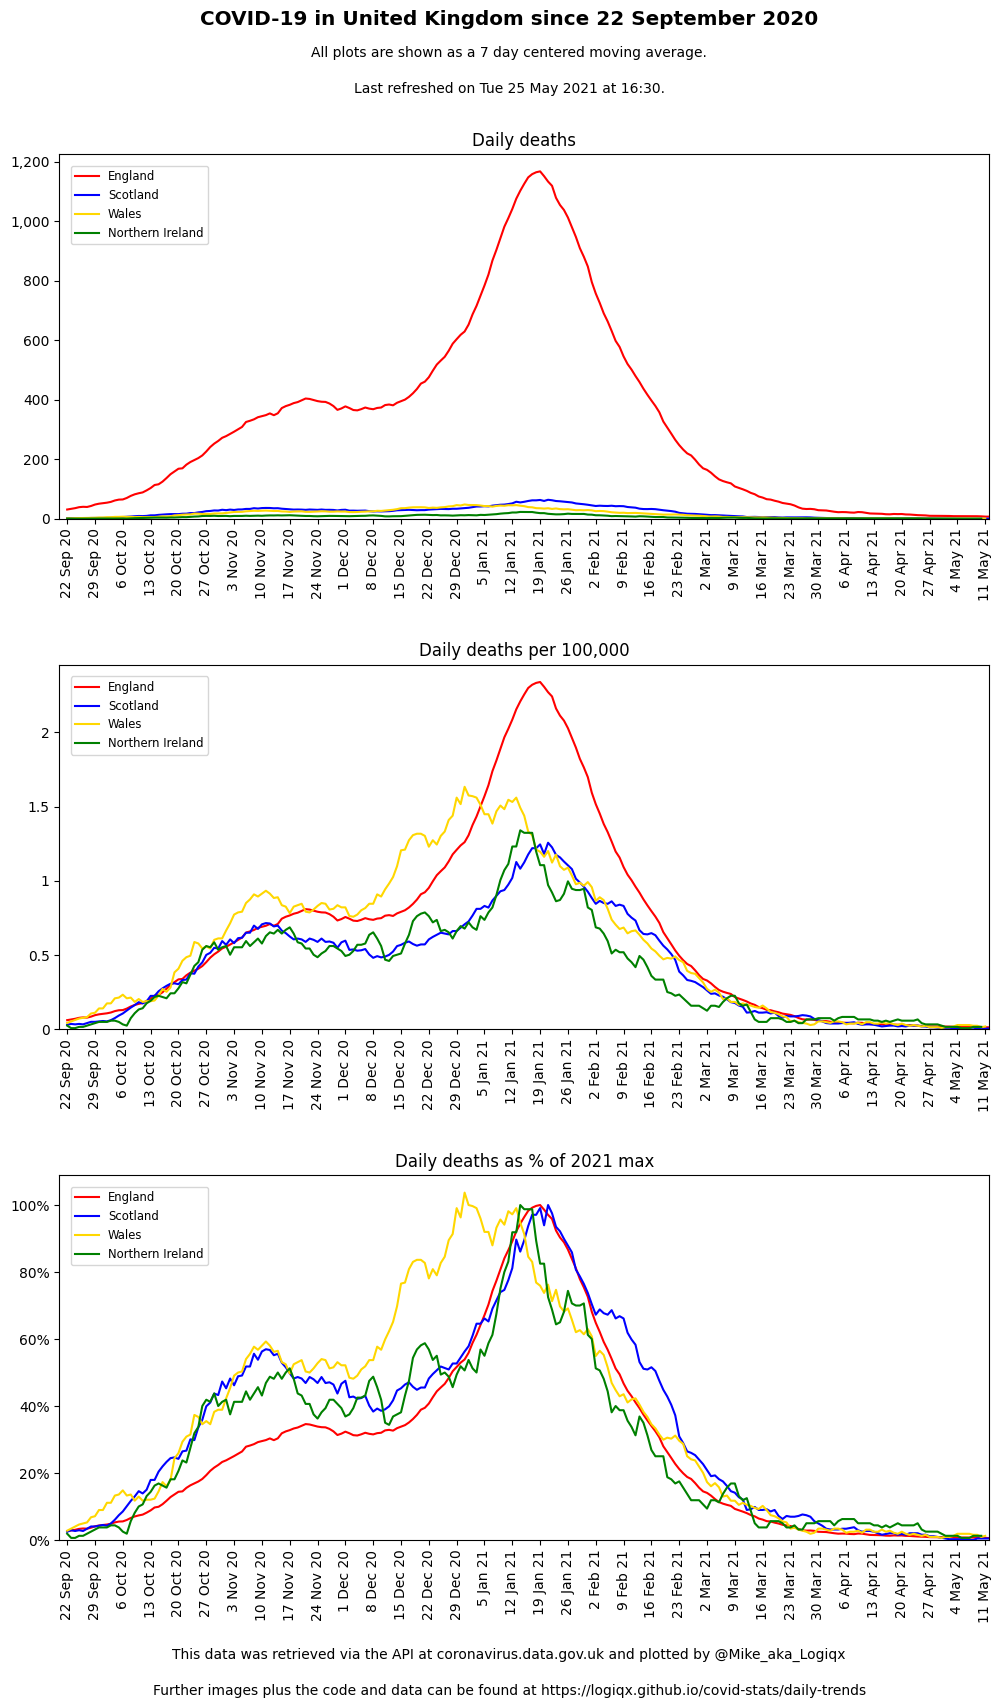 COVID-19 in United Kingdom since 22 September 2020
All plots are shown as a 7 day centered moving average.
Last refreshed on Tue 25 May 2021 at 16:30.
Daily deaths
1,200
1,000
800
600
400
200
0
England
Scotland
Wales
Northern Ireland
22 Sep 20
29 Sep 20
6 Oct 20
13 Oct 20
20 Oct 20
27 Oct 20
3 Nov 20
10 Nov 20
17 Nov 20
24 Nov 20
1 Dec 20
8 Dec 20
15 Dec 20
22 Dec 20
29 Dec 20
5 Jan 21
12 Jan 21
19 Jan 21
26 Jan 21
2 Feb 21
9 Feb 21
16 Feb 21
23 Feb 21
2 Mar 21
9 Mar 21
16 Mar 21
23 Mar 21
30 Mar 21
6 Apr 21
13 Apr 21
20 Apr 21
27 Apr 21
4 May 21
11 May 21
Daily deaths per 100,000
2
1.5
1
0.5
0
England
Scotland
Wales
Northern Ireland
22 Sep 20
29 Sep 20
6 Oct 20
13 Oct 20
20 Oct 20
27 Oct 20
3 Nov 20
10 Nov 20
17 Nov 20
24 Nov 20
1 Dec 20
8 Dec 20
15 Dec 20
22 Dec 20
29 Dec 20
5 Jan 21
12 Jan 21
19 Jan 21
26 Jan 21
2 Feb 21
9 Feb 21
16 Feb 21
23 Feb 21
2 Mar 21
9 Mar 21
16 Mar 21
23 Mar 21
30 Mar 21
6 Apr 21
13 Apr 21
20 Apr 21
27 Apr 21
4 May 21
11 May 21
Daily deaths as % of 2021 max
100%
80%
60%
40%
20%
0%
England
Scotland
Wales
Northern Ireland
22 Sep 20
29 Sep 20
6 Oct 20
13 Oct 20
20 Oct 20
27 Oct 20
3 Nov 20
10 Nov 20
17 Nov 20
24 Nov 20
1 Dec 20
8 Dec 20
15 Dec 20
22 Dec 20
29 Dec 20
5 Jan 21
12 Jan 21
19 Jan 21
26 Jan 21
2 Feb 21
9 Feb 21
16 Feb 21
23 Feb 21
2 Mar 21
9 Mar 21
16 Mar 21
23 Mar 21
30 Mar 21
6 Apr 21
13 Apr 21
20 Apr 21
27 Apr 21
4 May 21
11 May 21
This data was retrieved via the API at coronavirus.data.gov.uk and plotted by @Mike_aka_Logiqx
Further images plus the code and data can be found at https://logiqx.github.io/covid-stats/daily-trends